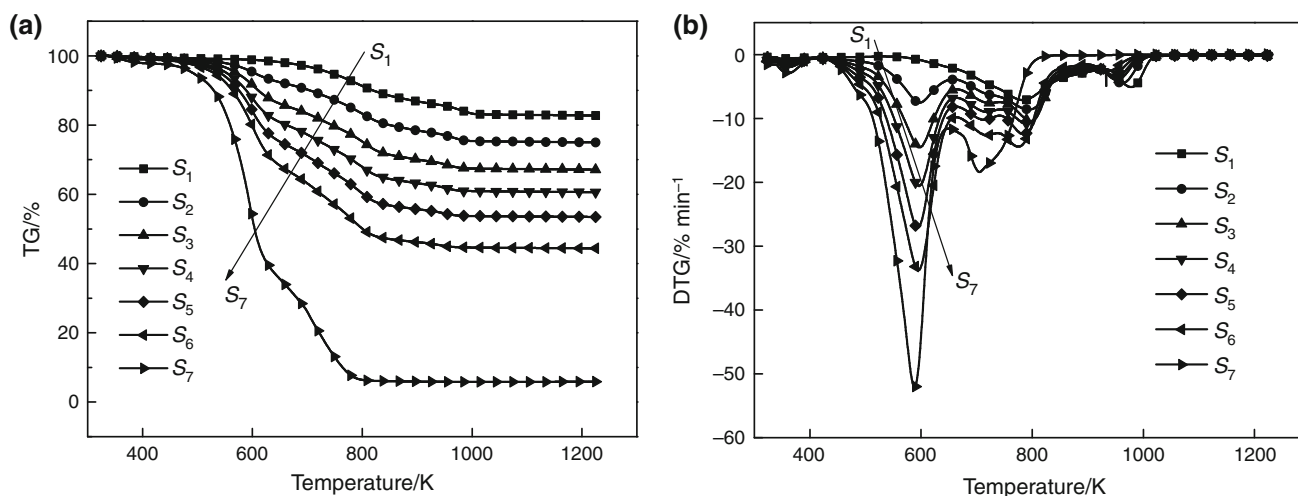 (a)
100
80
60
40
20
0
TG/%
S₁
S₇
S₁
S₂
S₃
S₄
S₅
S₆
S₇
400 600 800 1000 1200
Temperature/K
(b)
0
−10
−20
−30
−40
−50
−60
DTG/% min⁻¹
S₁
S₇
S₁
S₂
S₃
S₄
S₅
S₆
S₇
400 600 800 1000 1200
Temperature/K